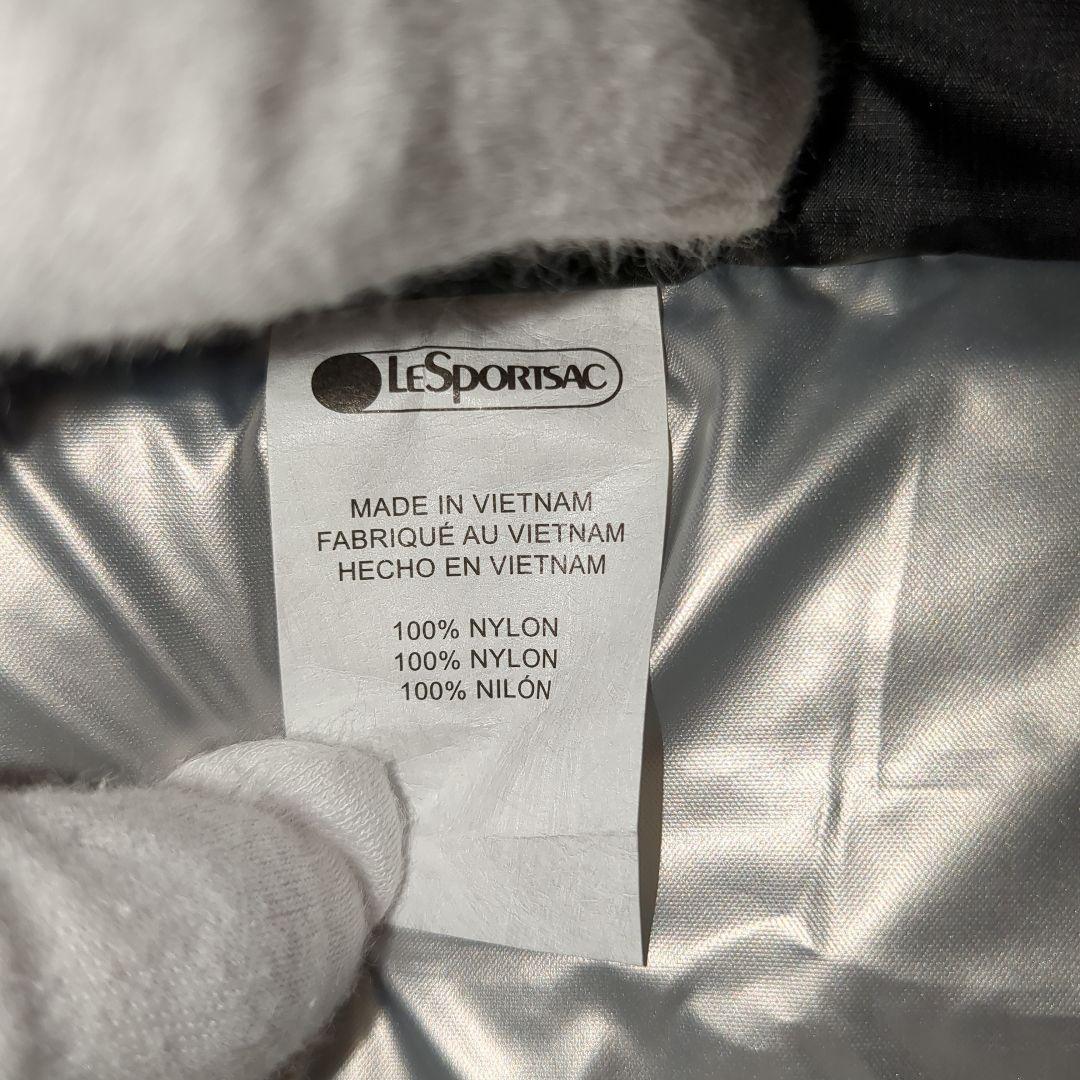 LESPORTSAC
MADE IN VIETNAM
FABRIQUÉ AU VIETNAM
HECHO EN VIETNAM
100% NYLON
100% NYLON
100% NILÓN